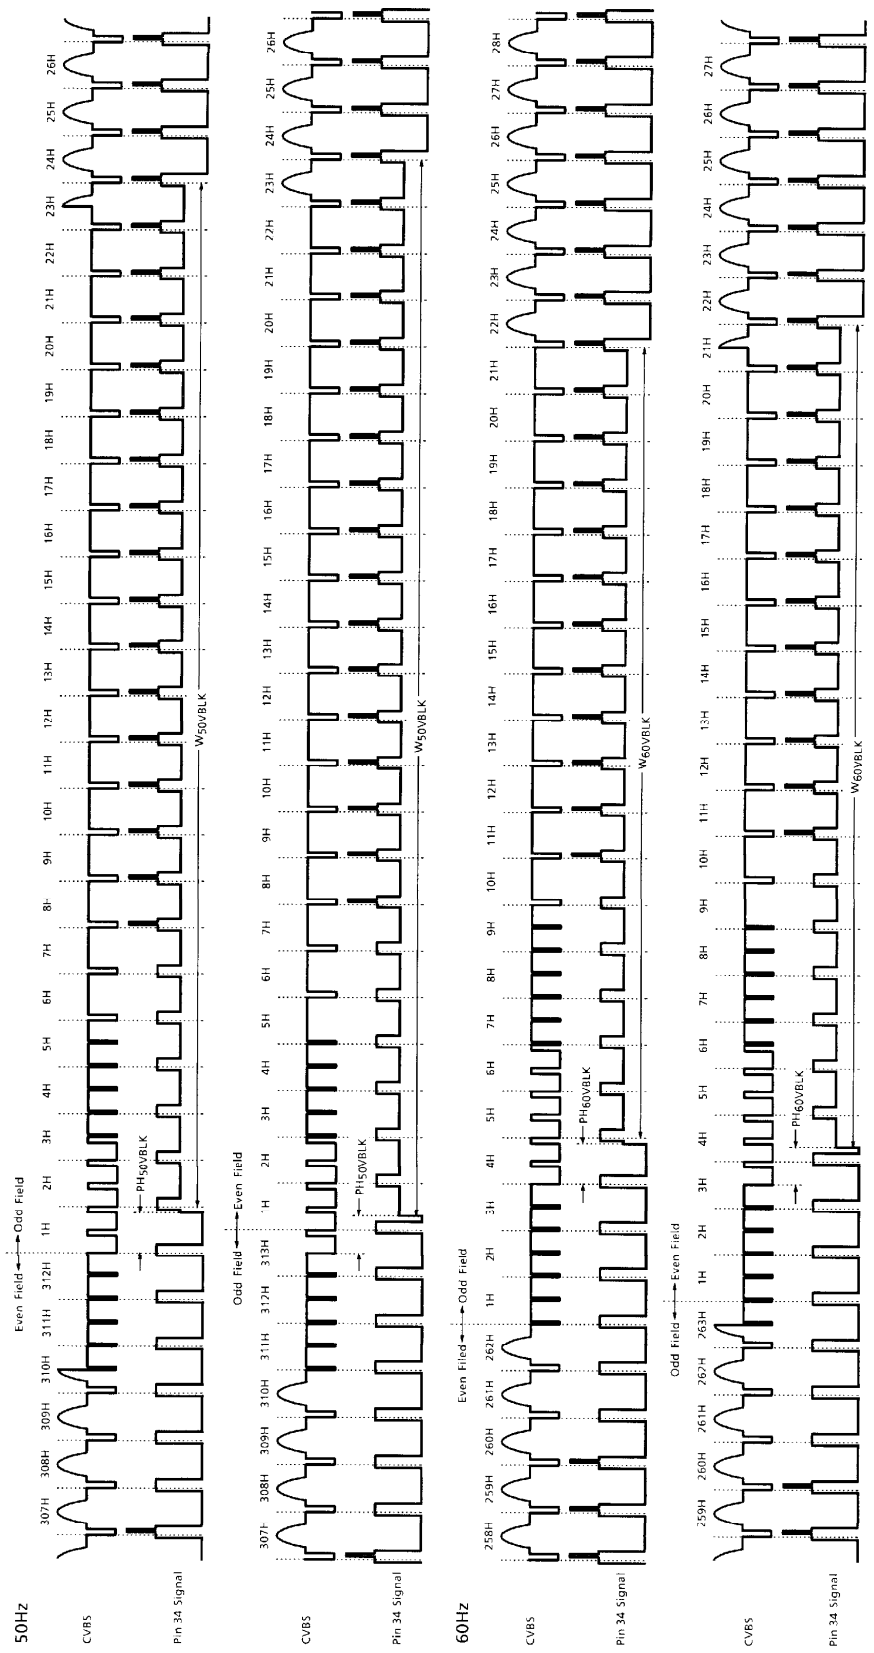 50Hz
Even Field Odd Field
307H 308H 309H 310H 311H 312H 1H 2H 3H 4H 5H 6H 7H 8H 9H 10H 11H 12H 13H 14H 15H 16H 17H 18H 19H 20H 21H 22H 23H 24H 25H 26H
CVBS
PH50VBLK
Pin 34 Signal
W50VBLK
Odd Field Even Field
307H 308H 309H 310H 311H 312H 313H 1H 2H 3H 4H 5H 6H 7H 8H 9H 10H 11H 12H 13H 14H 15H 16H 17H 18H 19H 20H 21H 22H 23H 24H 25H 26H
CVBS
PH50VBLK
Pin 34 Signal
W50VBLK
60Hz
Even Filed Odd Field
258H 259H 260H 261H 262H 1H 2H 3H 4H 5H 6H 7H 8H 9H 10H 11H 12H 13H 14H 15H 16H 17H 18H 19H 20H 21H 22H 23H 24H 25H 26H 27H 28H
CVBS
PH60VBLK
Pin 34 Signal
W60VBLK
Odd Field Even Field
259H 260H 261H 262H 263H 1H 2H 3H 4H 5H 6H 7H 8H 9H 10H 11H 12H 13H 14H 15H 16H 17H 18H 19H 20H 21H 22H 23H 24H 25H 26H 27H
CVBS
PH60VBLK
Pin 34 Signal
W60VBLK